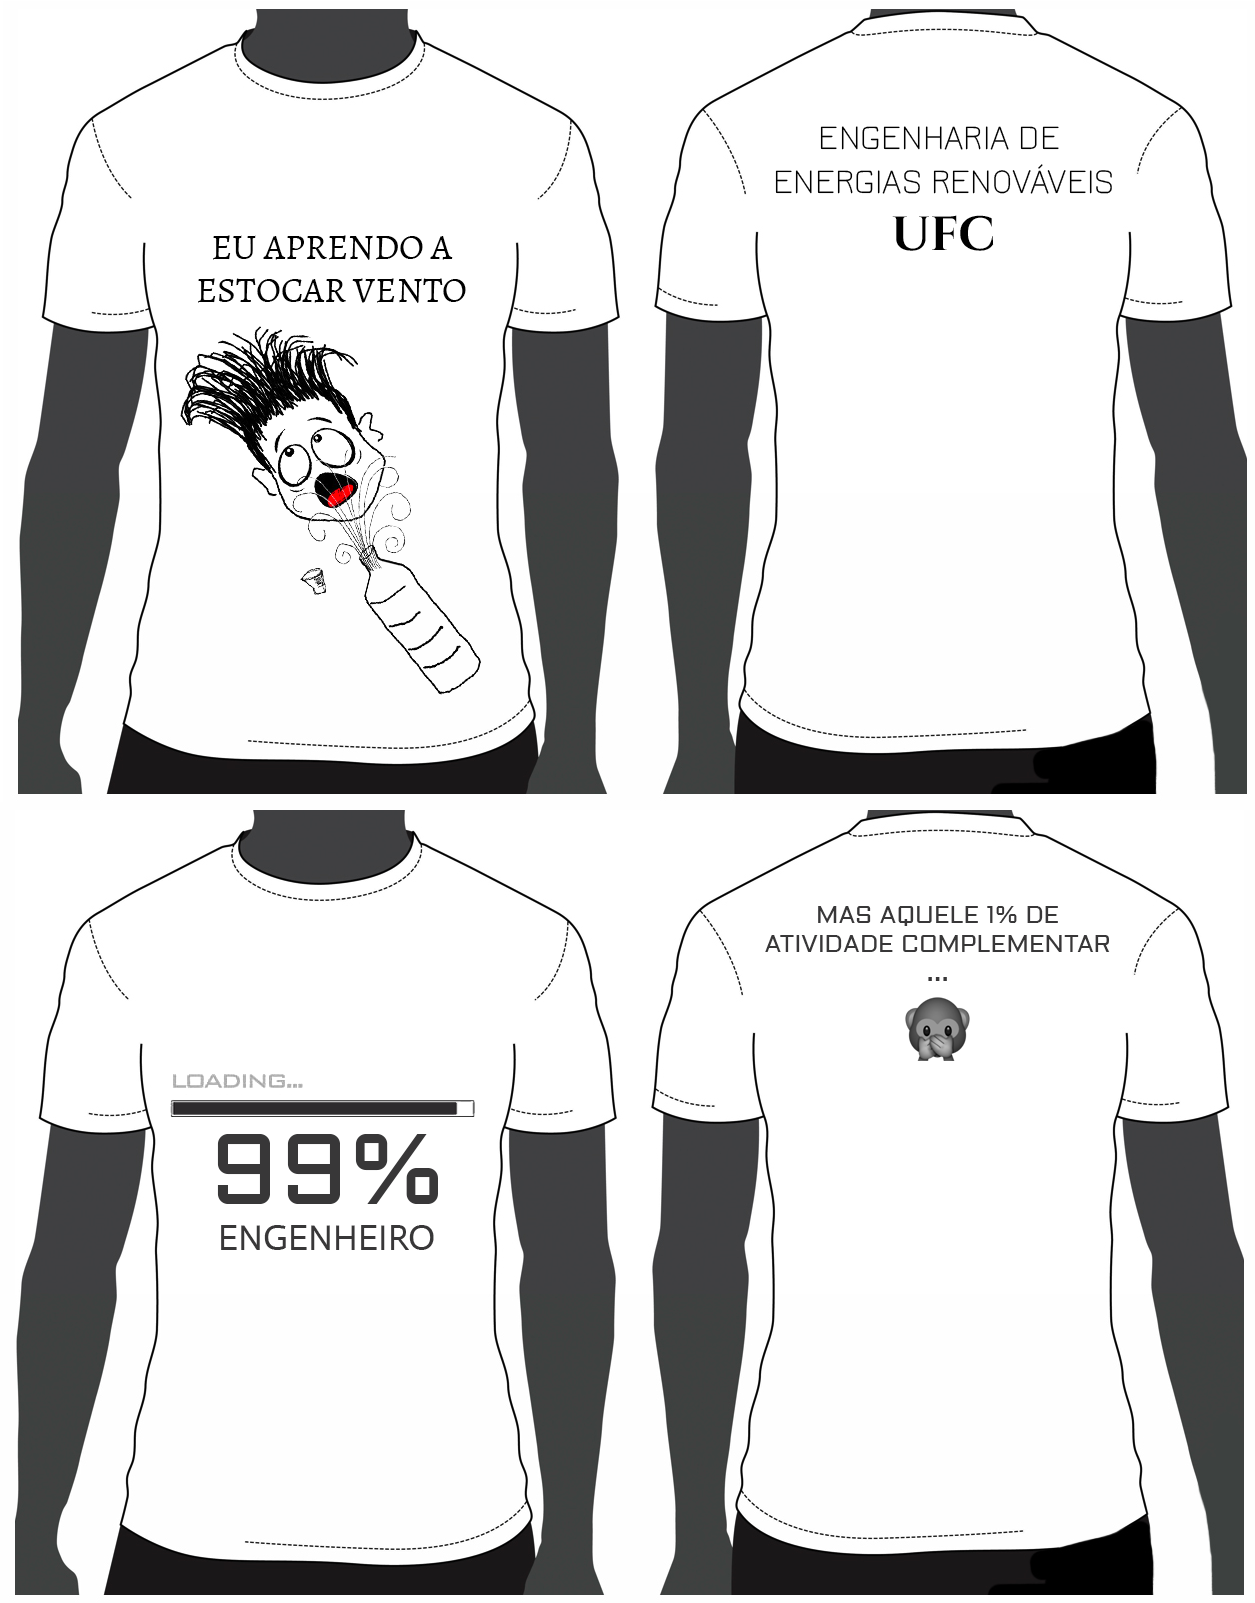 EU APRENDO A
ESTOCAR VENTO
ENGENHARIA DE
ENERGIAS RENOVÁVEIS
UFC
LOADING...
99%
ENGENHEIRO
MAS AQUELE 1% DE
ATIVIDADE COMPLEMENTAR
...